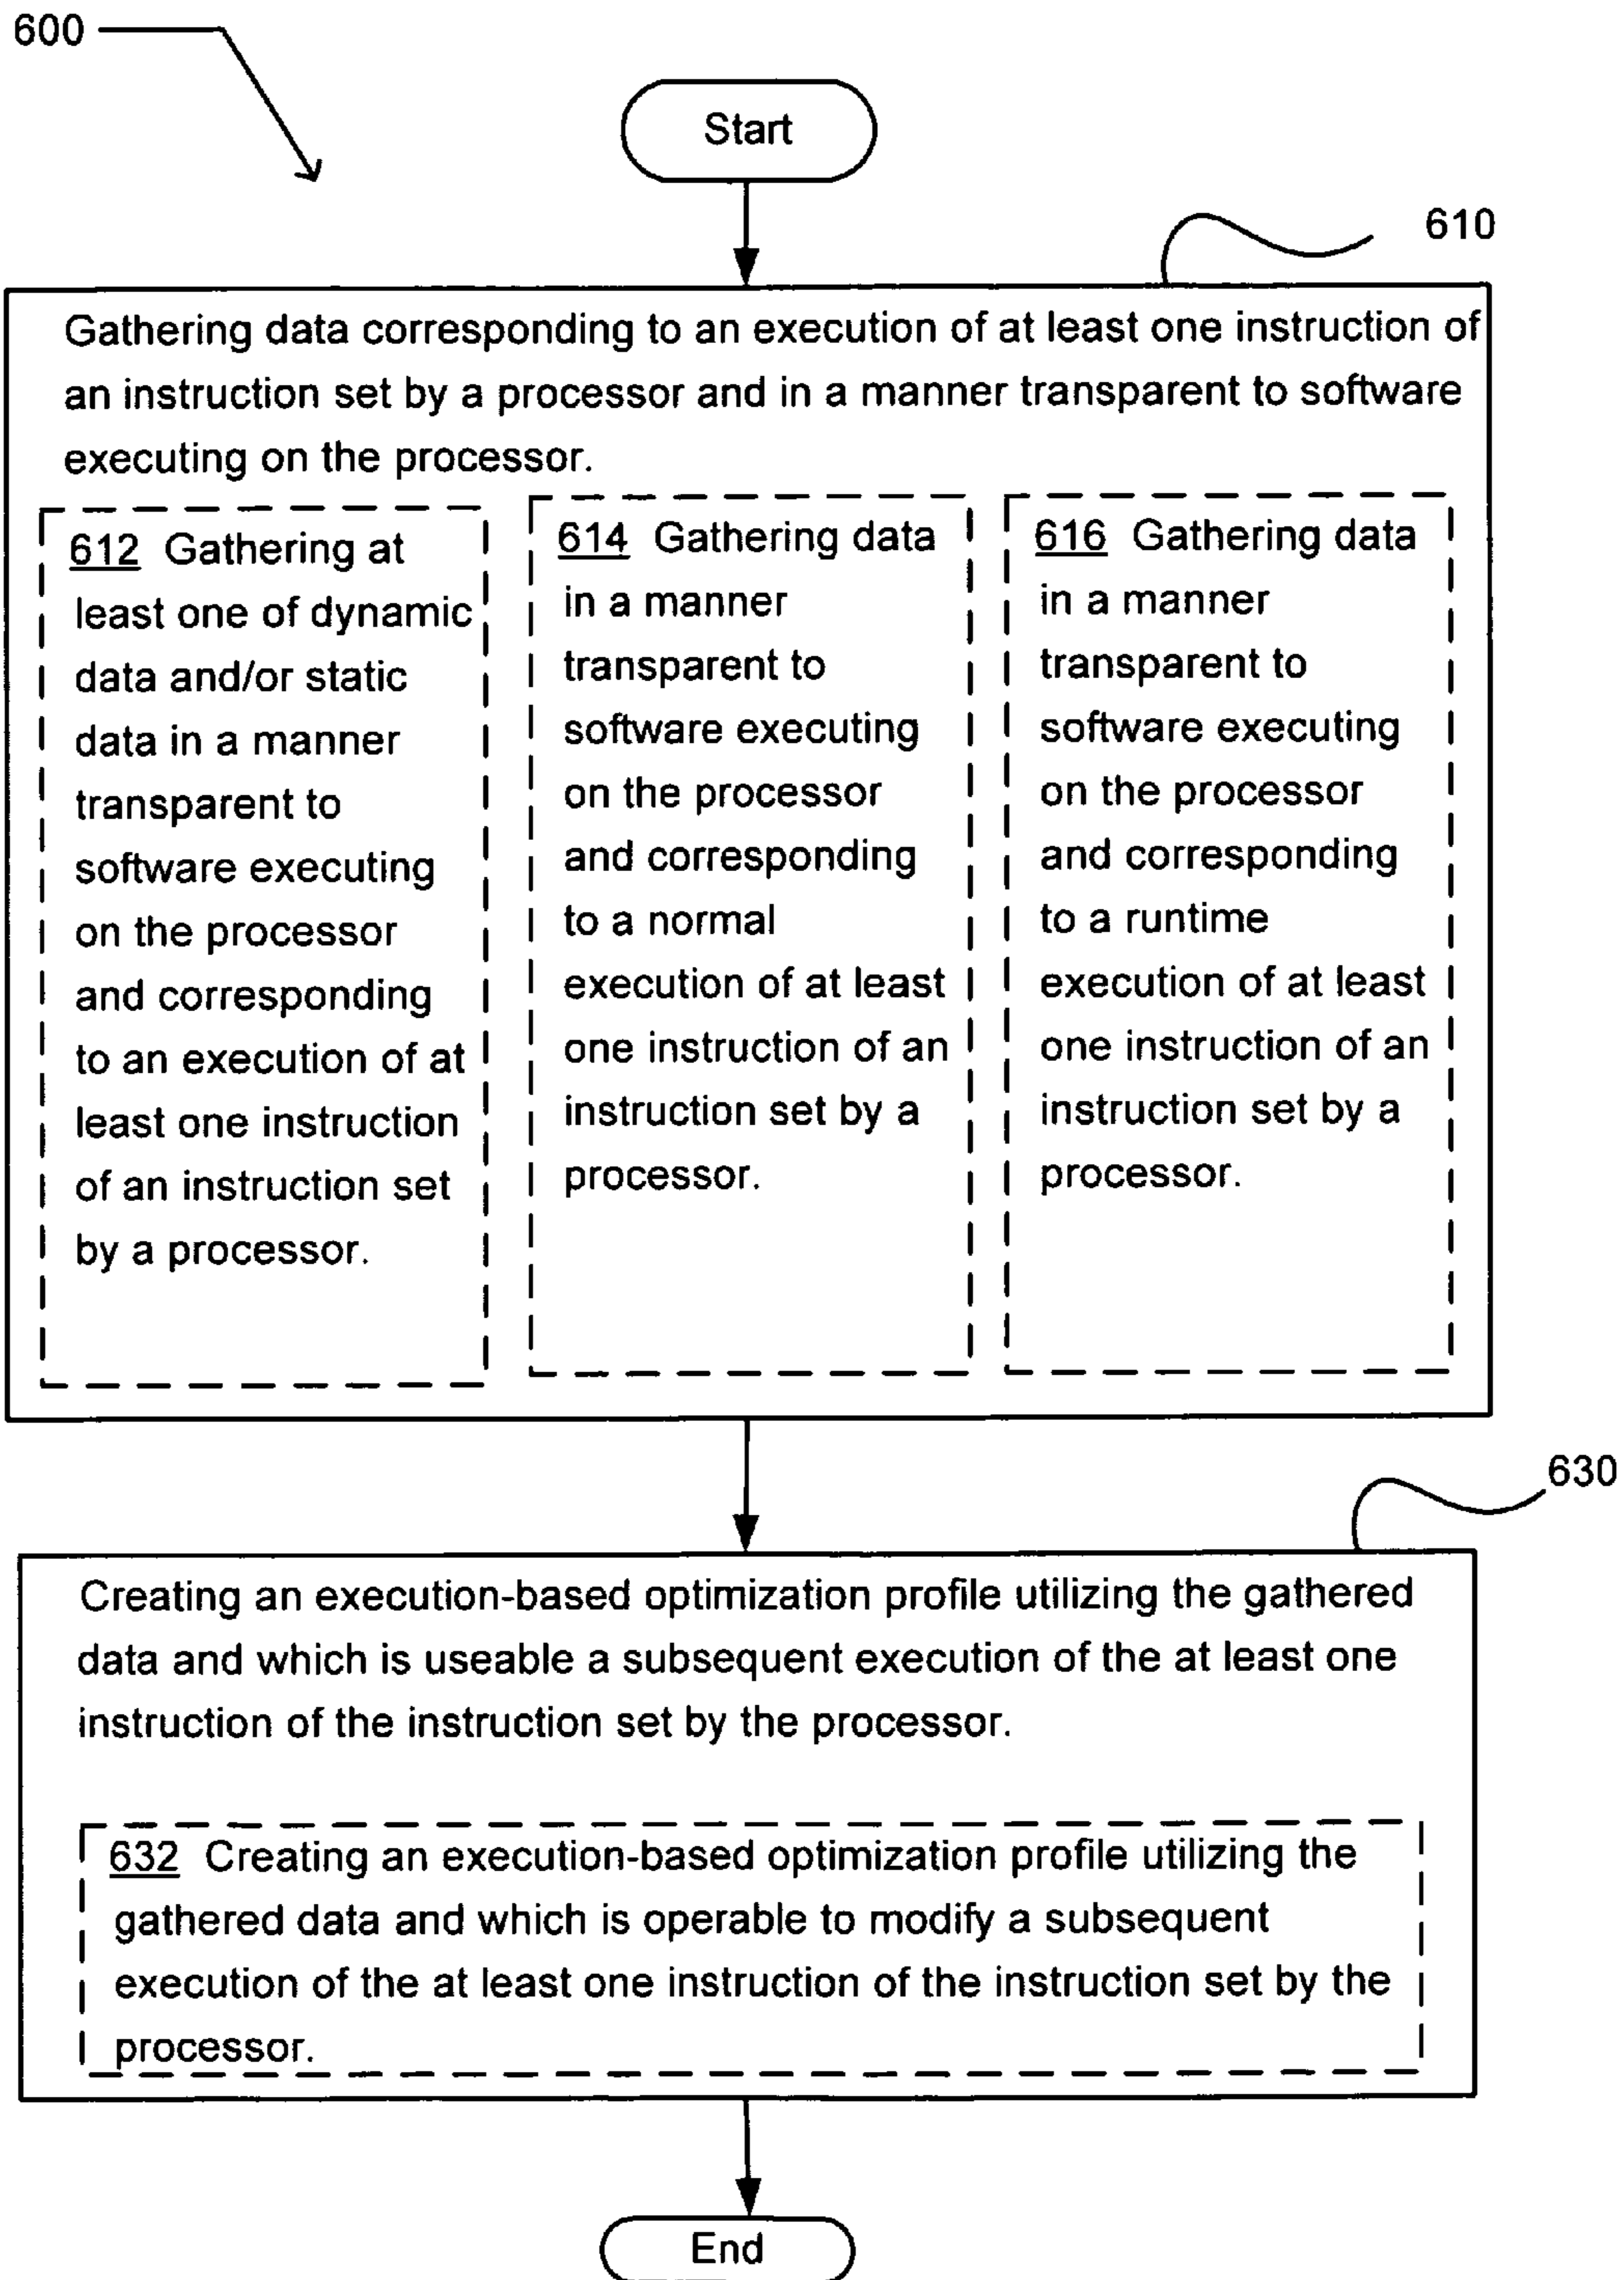 600
Start
610
Gathering data corresponding to an execution of at least one instruction of
an instruction set by a processor and in a manner transparent to software
executing on the processor.
612 Gathering at
least one of dynamic
data and/or static
data in a manner
transparent to
software executing
on the processor
and corresponding
to an execution of at
least one instruction
of an instruction set
by a processor.
614 Gathering data
in a manner
transparent to
software executing
on the processor
and corresponding
to a normal
execution of at least
one instruction of an
instruction set by a
processor.
616 Gathering data
in a manner
transparent to
software executing
on the processor
and corresponding
to a runtime
execution of at least
one instruction of an
instruction set by a
processor.
630
Creating an execution-based optimization profile utilizing the gathered
data and which is useable a subsequent execution of the at least one
instruction of the instruction set by the processor.
632 Creating an execution-based optimization profile utilizing the
gathered data and which is operable to modify a subsequent
execution of the at least one instruction of the instruction set by the
processor.
End